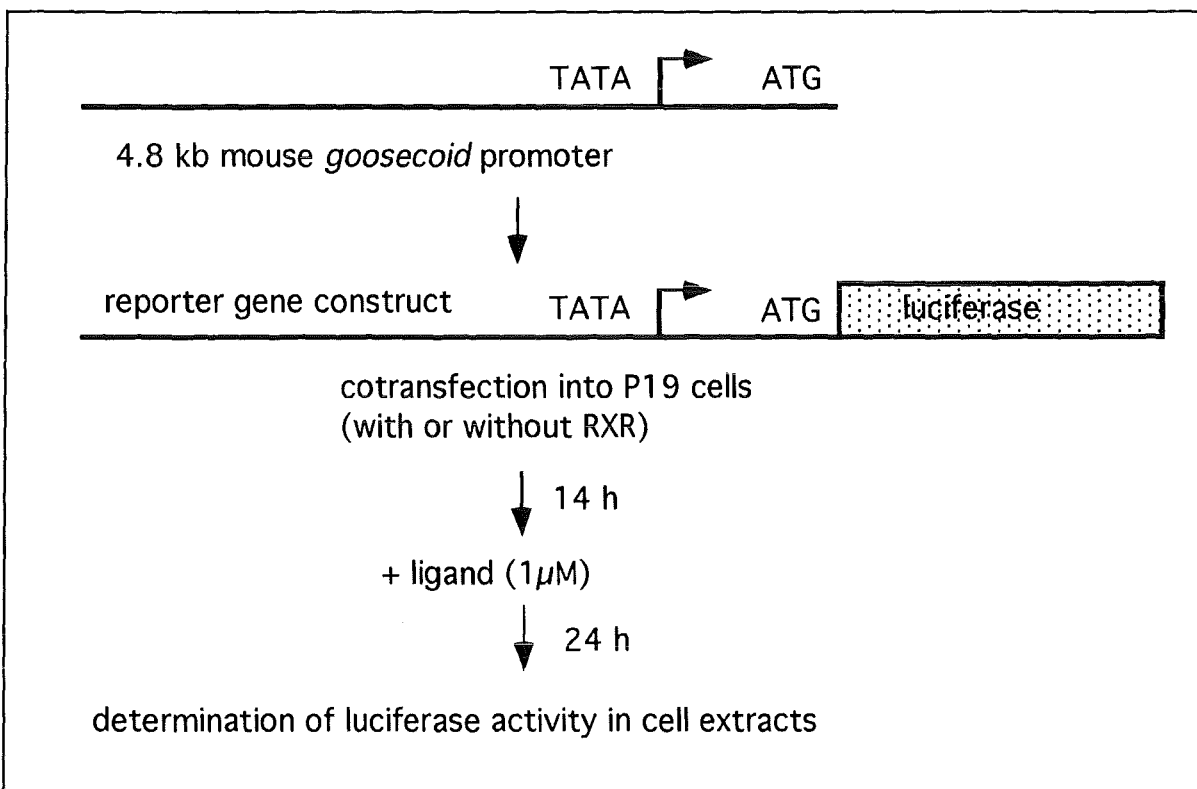 TATA ATG
4.8 kb mouse goosecoid promoter
reporter gene construct TATA ATG luciferase
cotransfection into P19 cells
(with or without RXR)
14 h
+ ligand (1μM)
24 h
determination of luciferase activity in cell extracts